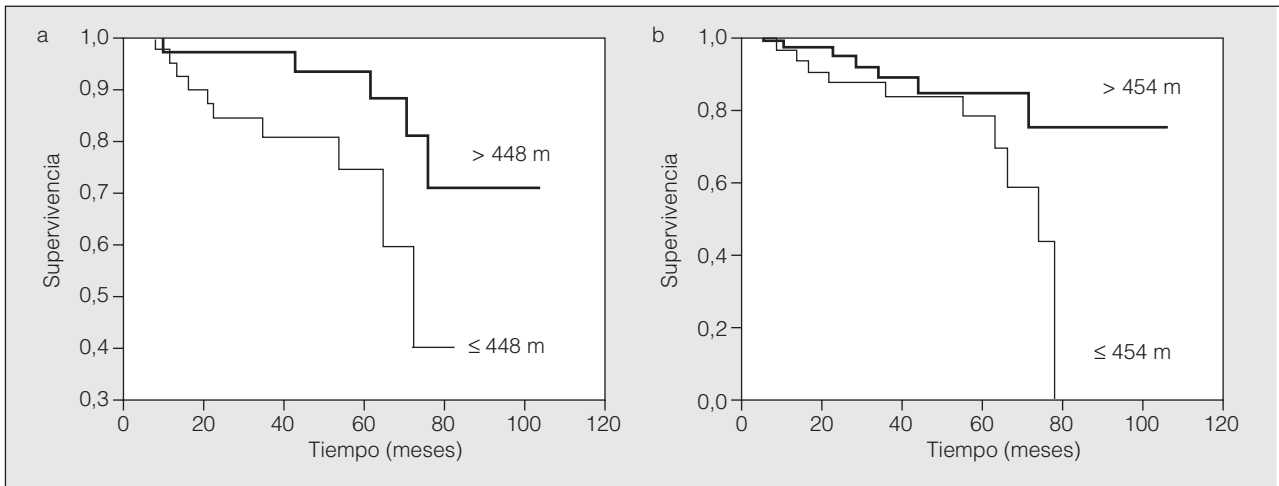 a
1,0
0,9
0,8
0,7
0,6
0,5
0,4
0,3
Supervivencia
> 448 m
≤ 448 m
0 20 40 60 80 100 120
Tiempo (meses)
b
1,0
0,8
0,6
0,4
0,2
0,0
Supervivencia
> 454 m
≤ 454 m
0 20 40 60 80 100 120
Tiempo (meses)